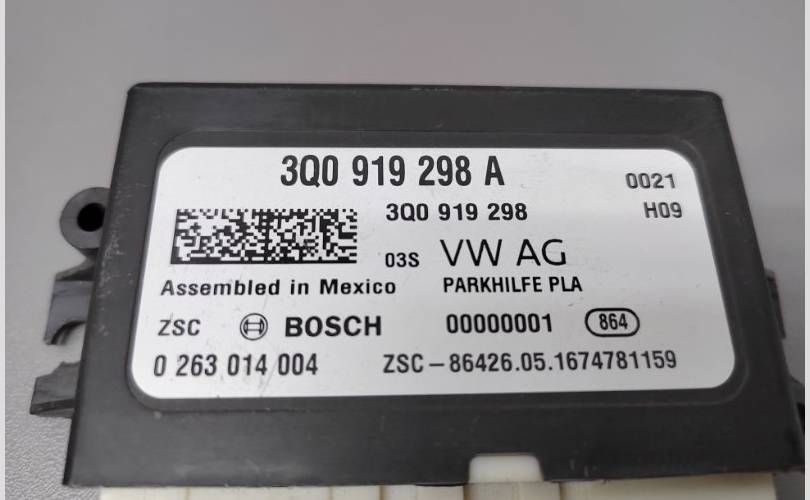 3Q0 919 298 A
0021
3Q0 919 298
H09
03S VW AG
Assembled in Mexico PARKHILFE PLA
ZSC BOSCH 00000001 864
0 263 014 004 ZSC-86426.05.1674781159